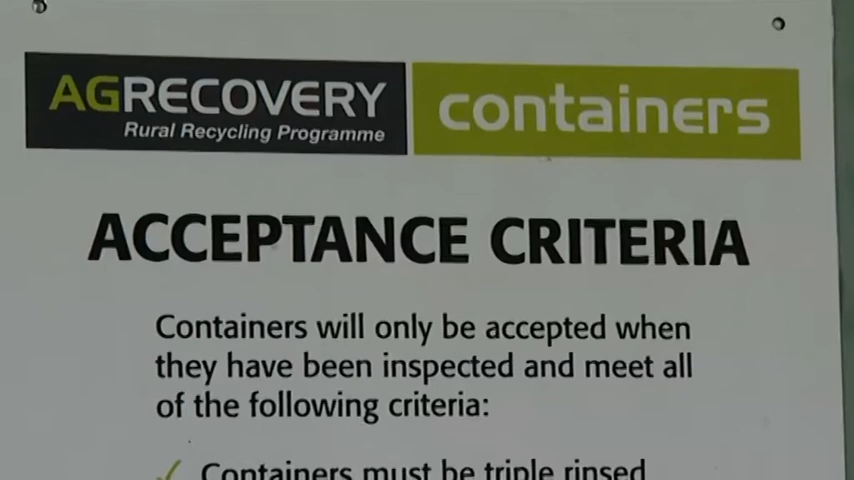 AGRECOVERY containers
Rural Recycling Programme
ACCEPTANCE CRITERIA
Containers will only be accepted when
they have been inspected and meet all
of the following criteria:
✓ Containers must be triple rinsed